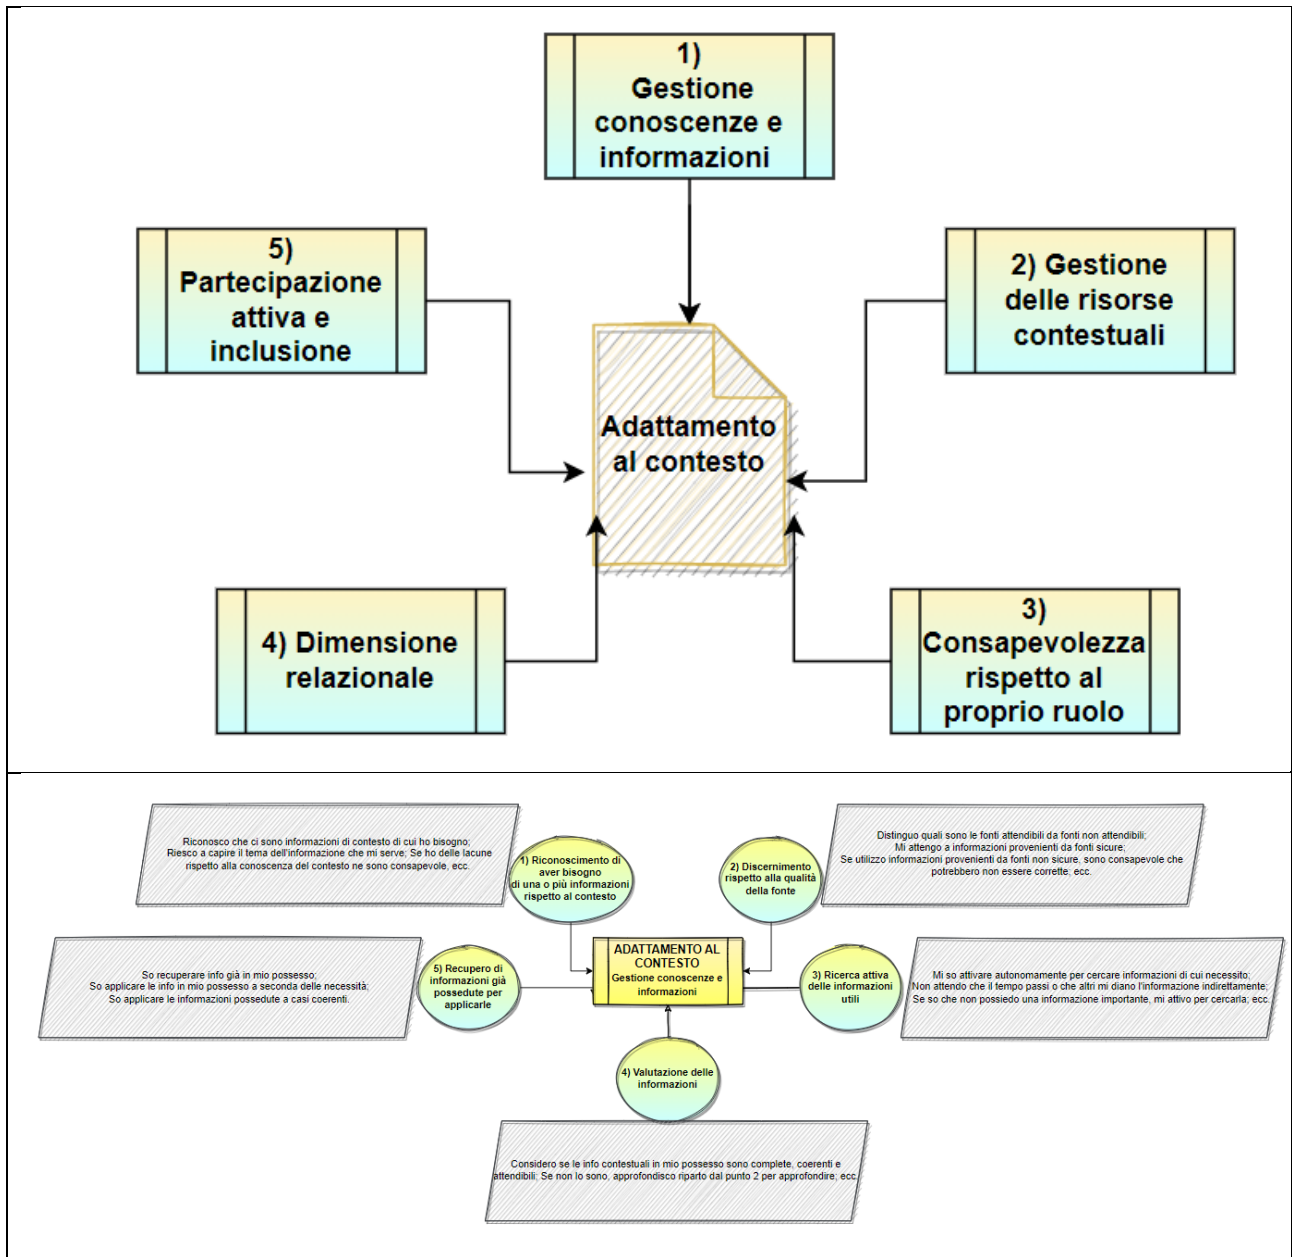 1)
Gestione
conoscenze e
informazioni
5)
Partecipazione
attiva e
inclusione
2) Gestione
delle risorse
contestuali
Adattamento
al contesto
4) Dimensione
relazionale
3)
Consapevolezza
rispetto al
proprio ruolo
Riconosco che ci sono informazioni di contesto di cui ho bisogno;
Riesco a capire il tema dell'informazione che mi serve; Se ho delle lacune
rispetto alla conoscenza del contesto ne sono consapevole, ecc.
1) Riconoscimento di
aver bisogno
di una o più informazioni
rispetto al contesto
2) Discernimento
rispetto alla qualità
della fonte
Distinguo quali sono le fonti attendibili da fonti non attendibili;
Mi attengo a informazioni provenienti da fonti sicure;
Se utilizzo informazioni provenienti da fonti non sicure, sono consapevole che
potrebbero non essere corrette; ecc.
So recuperare info già in mio possesso;
So applicare le info in mio possesso a seconda delle necessità;
So applicare le informazioni possedute a casi coerenti.
5) Recupero di
informazioni già
possedute per
applicarle
ADATTAMENTO AL
CONTESTO
Gestione conoscenze e
informazioni
3) Ricerca attiva
delle informazioni
utili
Mi so attivare autonomamente per cercare informazioni di cui necessito;
Non attendo che il tempo passi o che altri mi diano l'informazione indirettamente;
Se so che non possiedo una informazione importante, mi attivo per cercarla; ecc.
4) Valutazione delle
informazioni
Considero se le info contestuali in mio possesso sono complete, coerenti e
attendibili; Se non lo sono, approfondisco riparto dal punto 2 per approfondire; ecc.